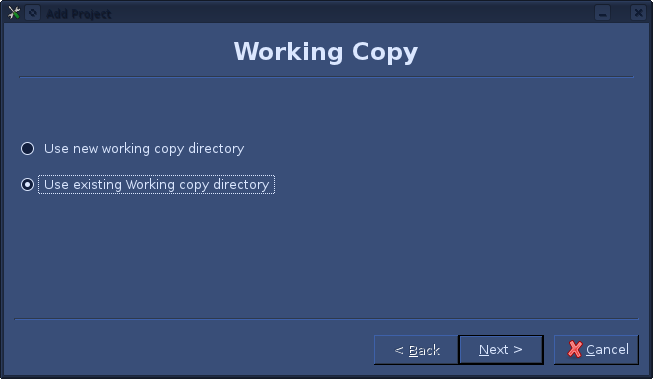 Add Project
Working Copy
Use new working copy directory
Use existing Working copy directory
< Back
Next >
Cancel